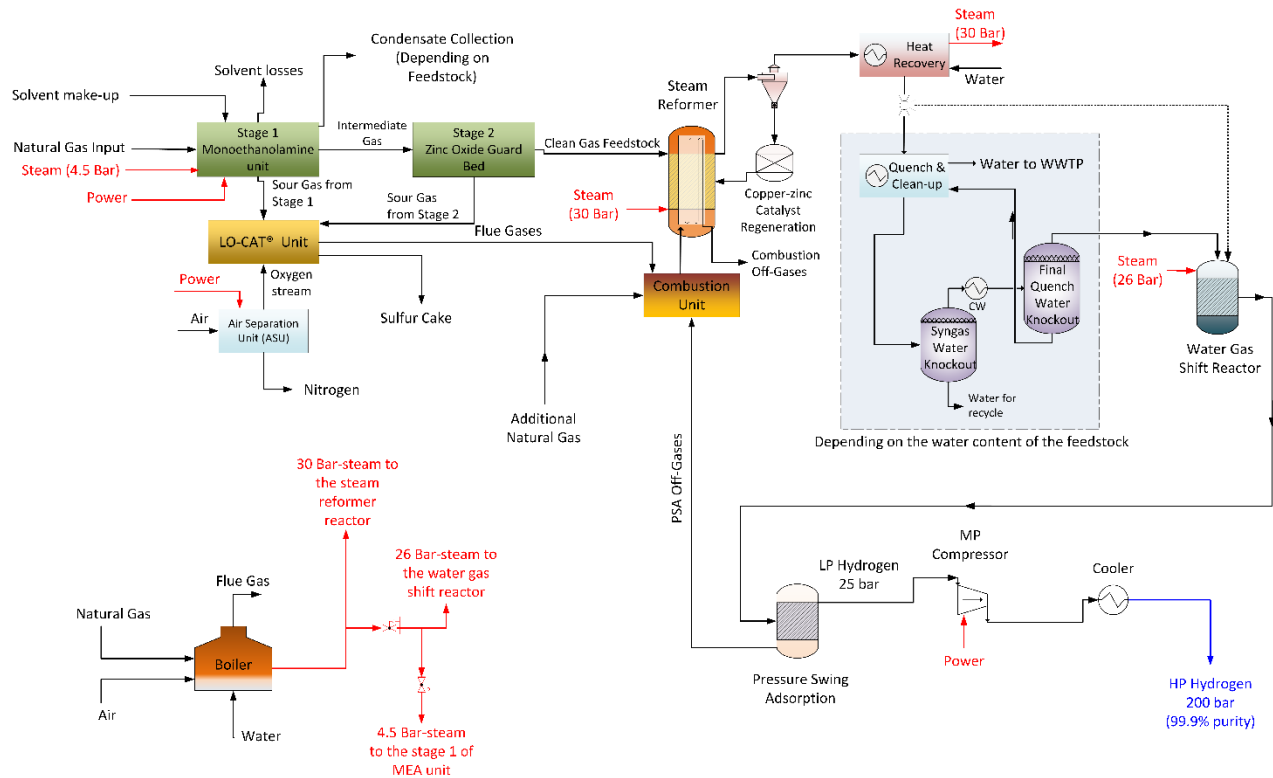 Condensate Collection
(Depending on
Feedstock)
Solvent losses
Solvent make-up
Natural Gas Input
Steam (4.5 Bar)
Power
Stage 1
Monoethanolamine
unit
Intermediate
Gas
Stage 2
Zinc Oxide Guard
Bed
Clean Gas Feedstock
Sour Gas from
Stage 1
Sour Gas
from Stage 2
LO-CAT® Unit
Flue Gases
Power
Oxygen
stream
Air
Air Separation
Unit (ASU)
Nitrogen
Sulfur Cake
Steam
Reformer
Steam
(30 Bar)
Copper-zinc
Catalyst
Regeneration
Combustion
Off-Gases
Combustion
Unit
Additional
Natural Gas
PSA Off-Gases
Heat
Recovery
Steam
(30 Bar)
Water
Quench &
Clean-up
Water to WWTP
CW
Syngas
Water
Knockout
Final
Quench
Water
Knockout
Water for
recycle
Depending on the water content of the feedstock
Steam
(26 Bar)
Water Gas
Shift Reactor
30 Bar-steam to
the steam
reformer
reactor
26 Bar-steam to
the water gas
shift reactor
Flue Gas
Natural Gas
Boiler
Air
Water
4.5 Bar-steam
to the stage 1 of
MEA unit
LP Hydrogen
25 bar
MP
Compressor
Cooler
Power
Pressure Swing
Adsorption
HP Hydrogen
200 bar
(99.9% purity)